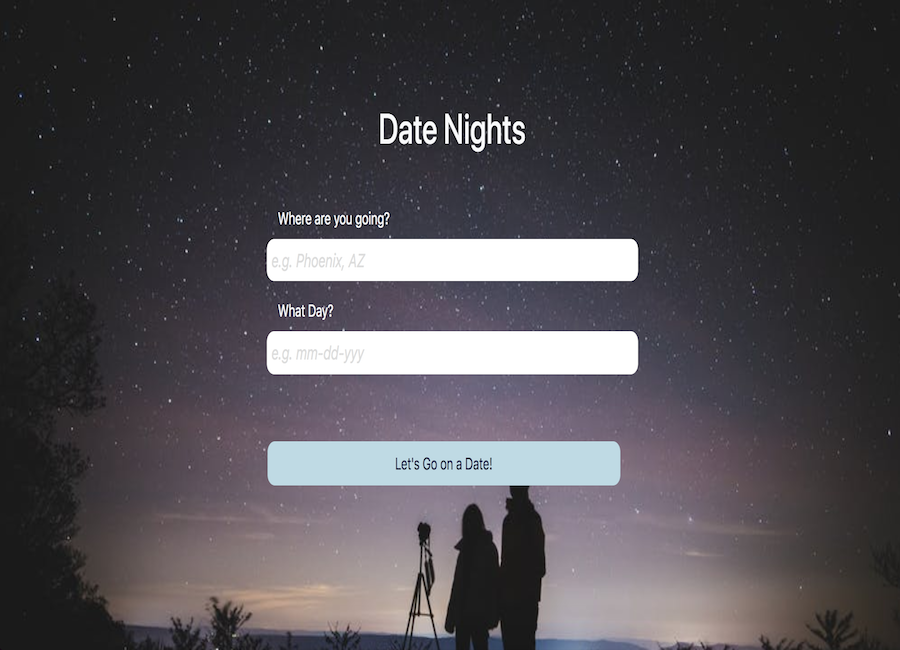 Date Nights
Where are you going?
e.g. Phoenix, AZ
What Day?
e.g. mm-dd-yyy
Let's Go on a Date!